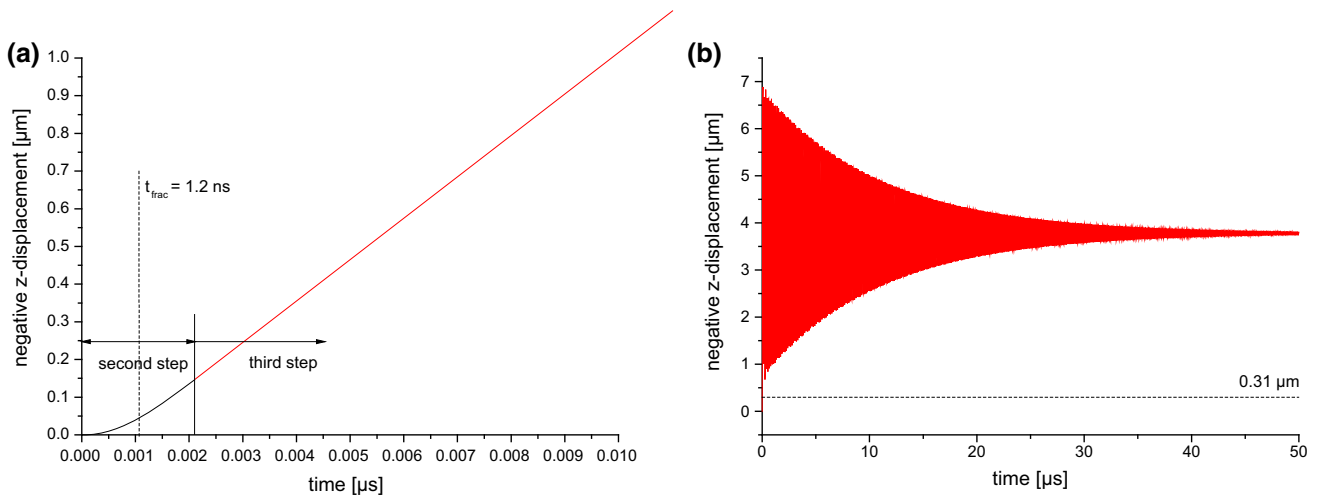 (a)
negative z-displacement [µm]
1.0
0.9
0.8
0.7
0.6
0.5
0.4
0.3
0.2
0.1
0.0
t_frac = 1.2 ns
second step
third step
0.000 0.001 0.002 0.003 0.004 0.005 0.006 0.007 0.008 0.009 0.010
time [µs]
(b)
negative z-displacement [µm]
7
6
5
4
3
2
1
0
0.31 µm
0 10 20 30 40 50
time [µs]